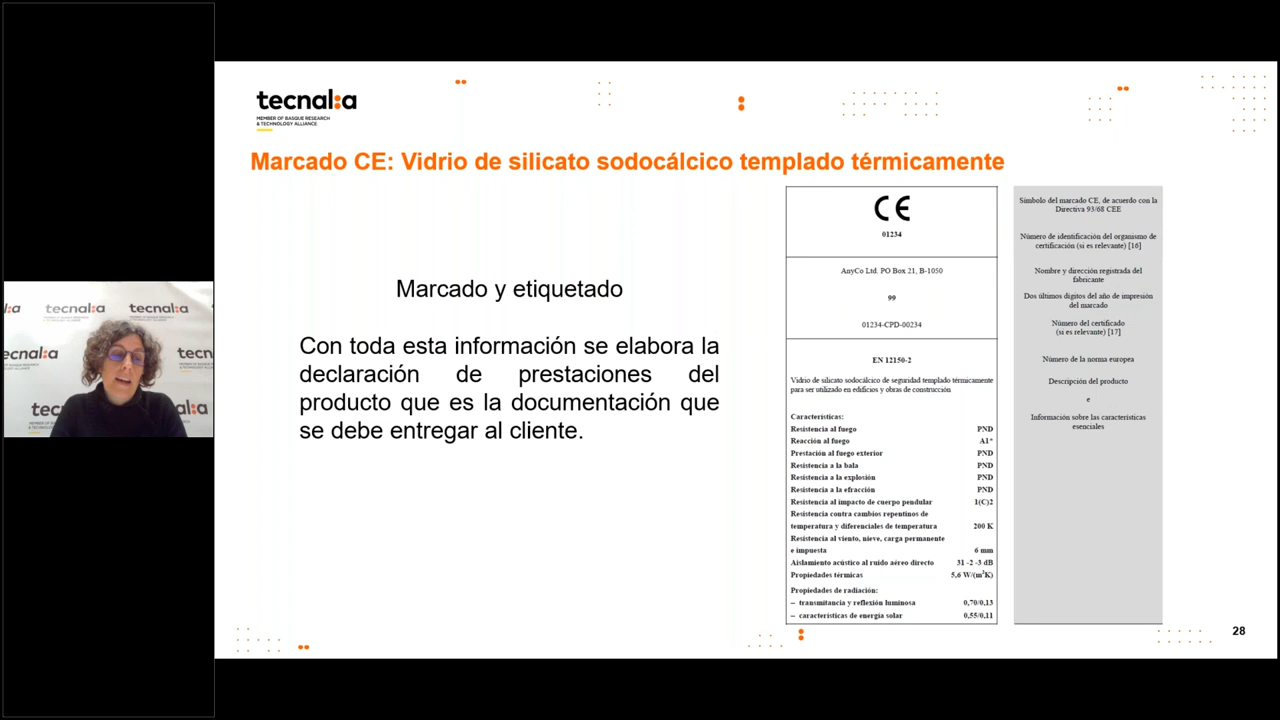 tecnal:a
MEMBER OF BASQUE RESEARCH
& TECHNOLOGY ALLIANCE
Marcado CE: Vidrio de silicato sodocálcico templado térmicamente
Marcado y etiquetado
Con toda esta información se elabora la
declaración de prestaciones del
producto que es la documentación que
se debe entregar al cliente.
CE
01234
AnyCo Ltd. PO Box 21, B-1050
99
01234-CPD-00234
EN 12150-2
Vidrio de silicato sodocálcico de seguridad templado térmicamente
para ser utilizado en edificios y obras de construcción
Características:
Resistencia al fuego PND
Reacción al fuego A1*
Prestación al fuego exterior PND
Resistencia a la bala PND
Resistencia a la explosión PND
Resistencia a la efracción PND
Resistencia al impacto de cuerpo pendular 1(C)2
Resistencia contra cambios repentinos de
temperatura y diferenciales de temperatura 200 K
Resistencia al viento, nieve, carga permanente
e impuesta 6 mm
Aislamiento acústico al ruido aéreo directo 31 -2 -3 dB
Propiedades térmicas 5,6 W/(m²K)
Propiedades de radiación:
– transmitancia y reflexión luminosa 0,70/0,13
– características de energía solar 0,55/0,11
Símbolo del marcado CE, de acuerdo con la
Directiva 93/68 CEE
Número de identificación del organismo de
certificación (si es relevante) [16]
Nombre y dirección registrada del
fabricante
Dos últimos dígitos del año de impresión
del marcado
Número del certificado
(si es relevante) [17]
Número de la norma europea
Descripción del producto
e
Información sobre las características
esenciales
28
tecnal:a
tecnal:a